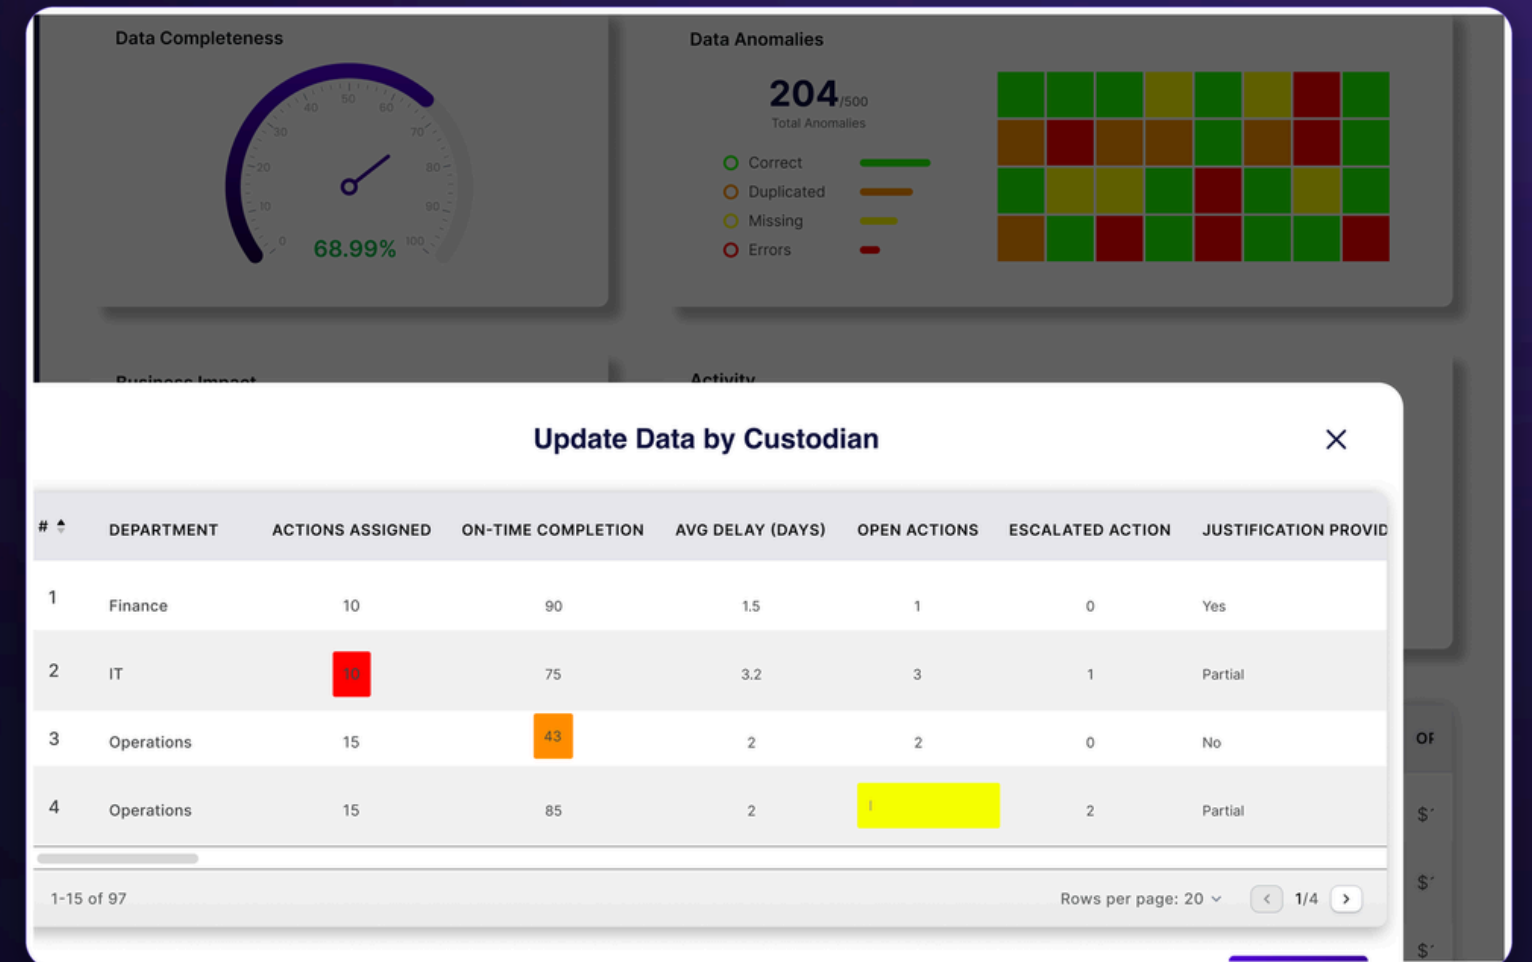 Data Completeness
0
10
20
30
40
50
60
70
80
90
100
68.99%
Data Anomalies
204/500
Total Anomalies
Correct
Duplicated
Missing
Errors
Business Impact
Activity
Update Data by Custodian
# DEPARTMENT ACTIONS ASSIGNED ON-TIME COMPLETION AVG DELAY (DAYS) OPEN ACTIONS ESCALATED ACTION JUSTIFICATION PROVID
1 Finance 10 90 1.5 1 0 Yes
2 IT 10 75 3.2 3 1 Partial
3 Operations 15 43 2 2 0 No
4 Operations 15 85 2 2 Partial
1-15 of 97
Rows per page: 20
1/4
$
$
$